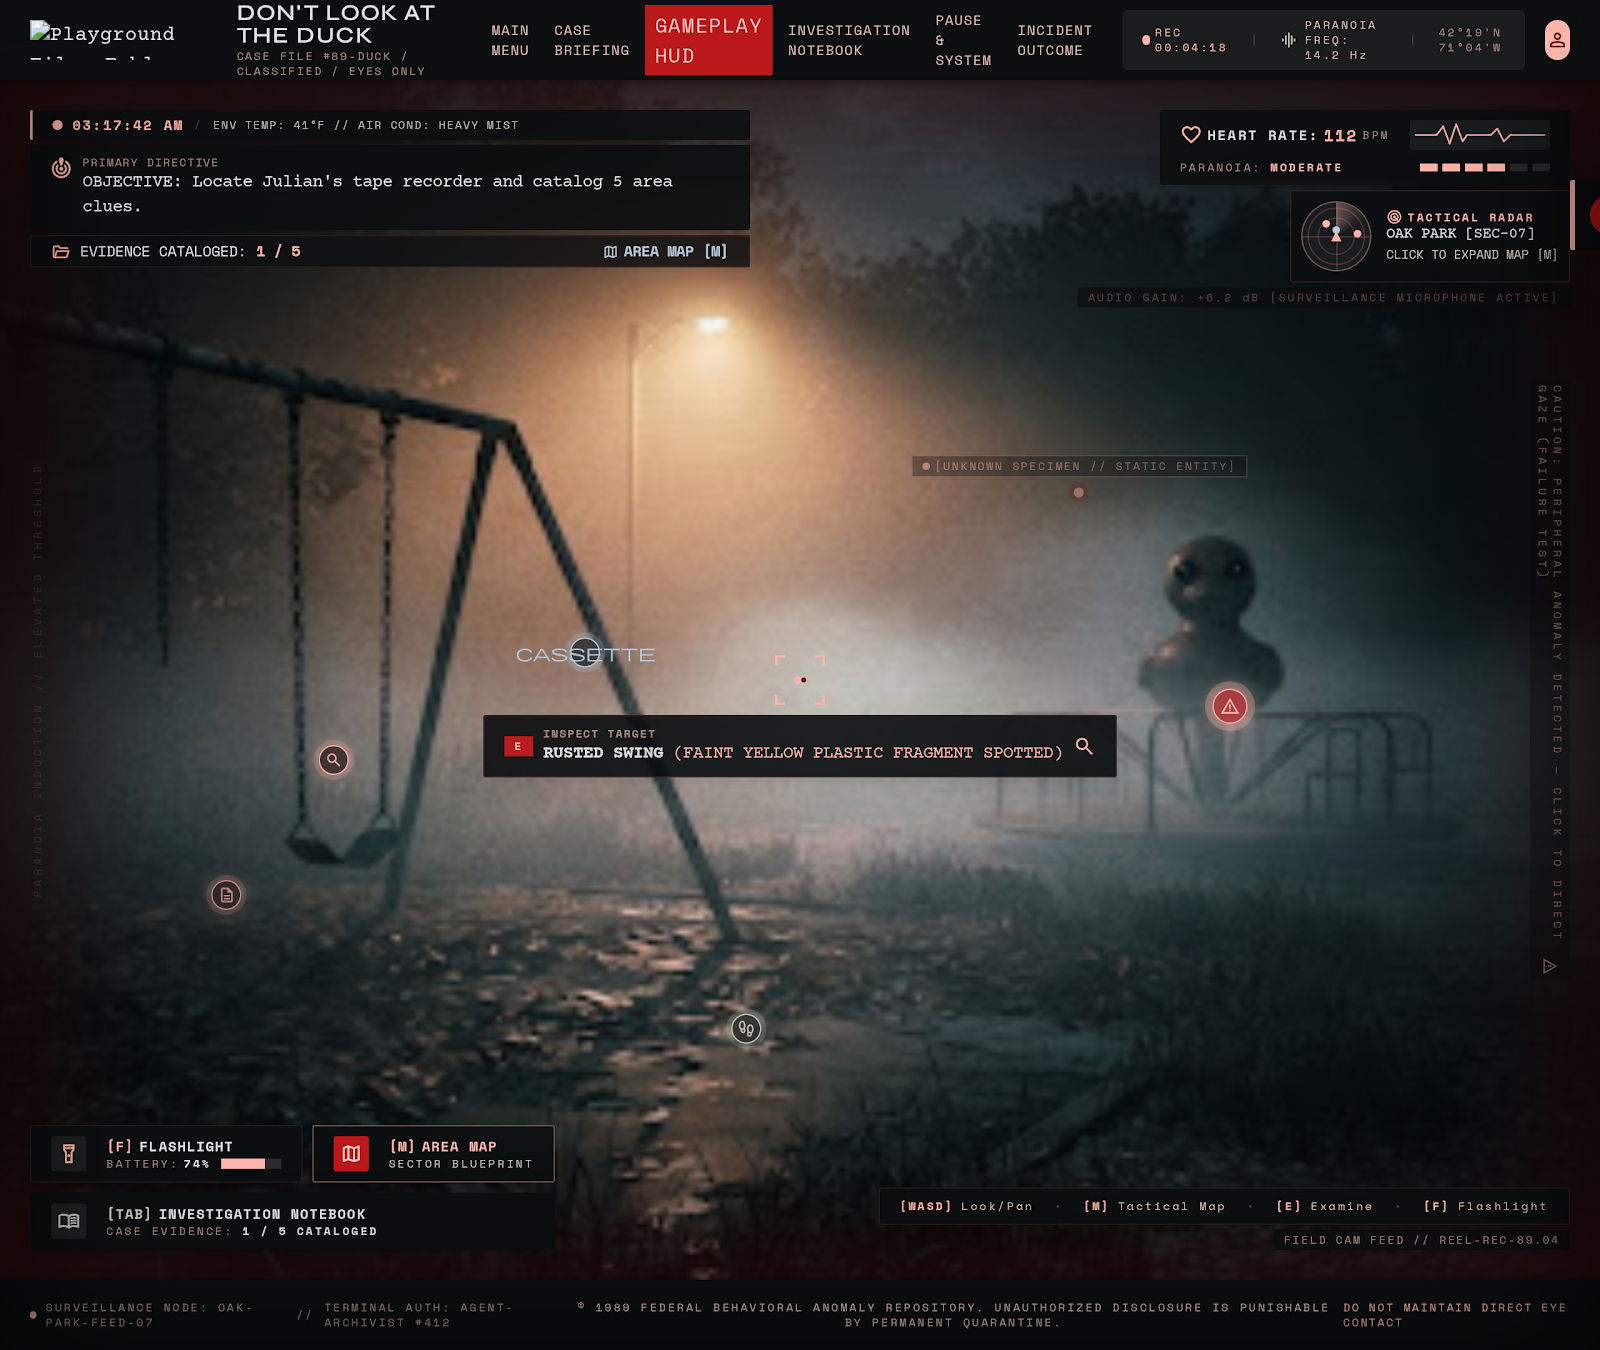 Playground
DON'T LOOK AT
THE DUCK
CASE FILE #89-DUCK /
CLASSIFIED / EYES ONLY
MAIN
MENU
CASE
BRIEFING
GAMEPLAY
HUD
INVESTIGATION
NOTEBOOK
PAUSE
&
SYSTEM
INCIDENT
OUTCOME
REC
00:04:18
PARANOIA
FREQ:
14.2 Hz
42°19'N
71°04'W
03:17:42 AM / ENV TEMP: 41°F // AIR COND: HEAVY MIST
PRIMARY DIRECTIVE
OBJECTIVE: Locate Julian's tape recorder and catalog 5 area
clues.
EVIDENCE CATALOGED: 1 / 5
AREA MAP [M]
HEART RATE: 112 BPM
PARANOIA: MODERATE
TACTICAL RADAR
OAK PARK [SEC-07]
CLICK TO EXPAND MAP [M]
AUDIO GAIN: +6.2 dB [SURVEILLANCE MICROPHONE ACTIVE]
PARANOIA INDUCTION // ELEVATED THRESHOLD
CAUTION: PERIPHERAL ANOMALY DETECTED — CLICK TO DIRECT
GAZE (FAILURE TEST)
[UNKNOWN SPECIMEN // STATIC ENTITY]
CASSETTE
E
INSPECT TARGET
RUSTED SWING (FAINT YELLOW PLASTIC FRAGMENT SPOTTED)
[F] FLASHLIGHT
BATTERY: 74%
[M] AREA MAP
SECTOR BLUEPRINT
[TAB] INVESTIGATION NOTEBOOK
CASE EVIDENCE: 1 / 5 CATALOGED
[WASD] Look/Pan · [M] Tactical Map · [E] Examine · [F] Flashlight
FIELD CAM FEED // REEL-REC-89.04
SURVEILLANCE NODE: OAK-
PARK-FEED-07
//
TERMINAL AUTH: AGENT-
ARCHIVIST #412
© 1989 FEDERAL BEHAVIORAL ANOMALY REPOSITORY. UNAUTHORIZED DISCLOSURE IS PUNISHABLE
BY PERMANENT QUARANTINE.
DO NOT MAINTAIN DIRECT EYE
CONTACT